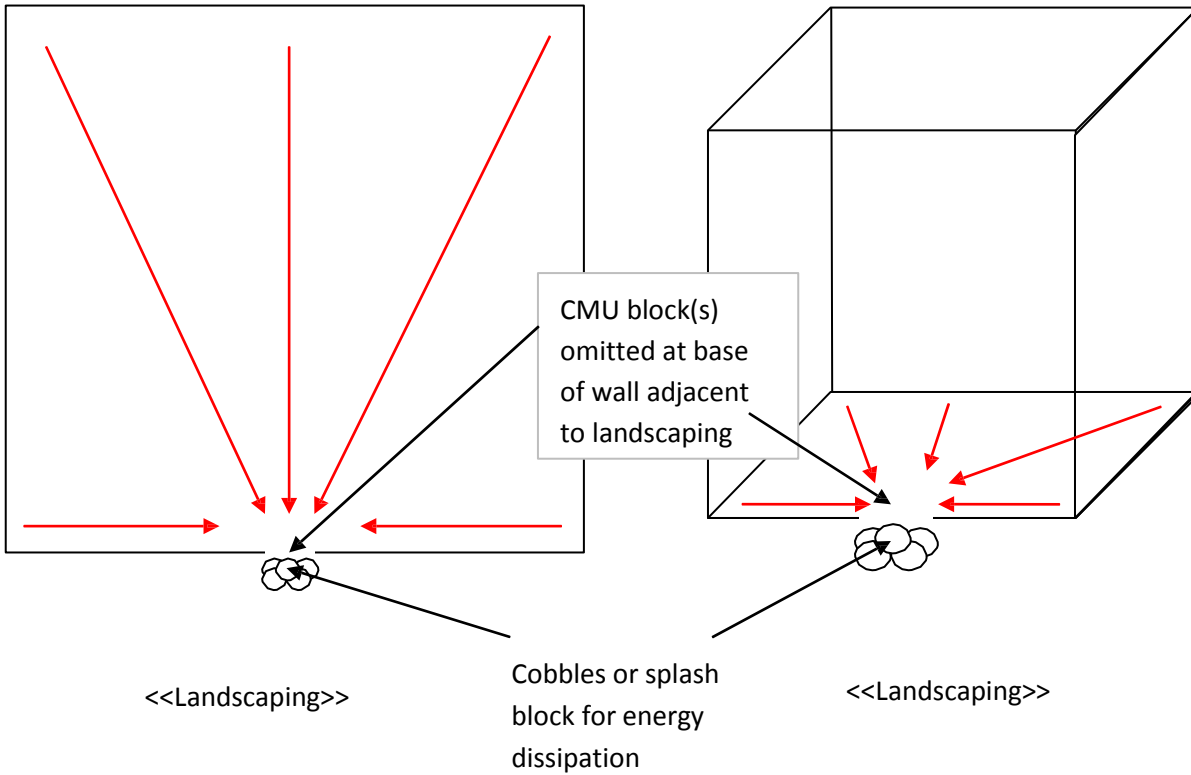 CMU block(s)
omitted at base
of wall adjacent
to landscaping
Cobbles or splash
block for energy
dissipation
<<Landscaping>>
<<Landscaping>>